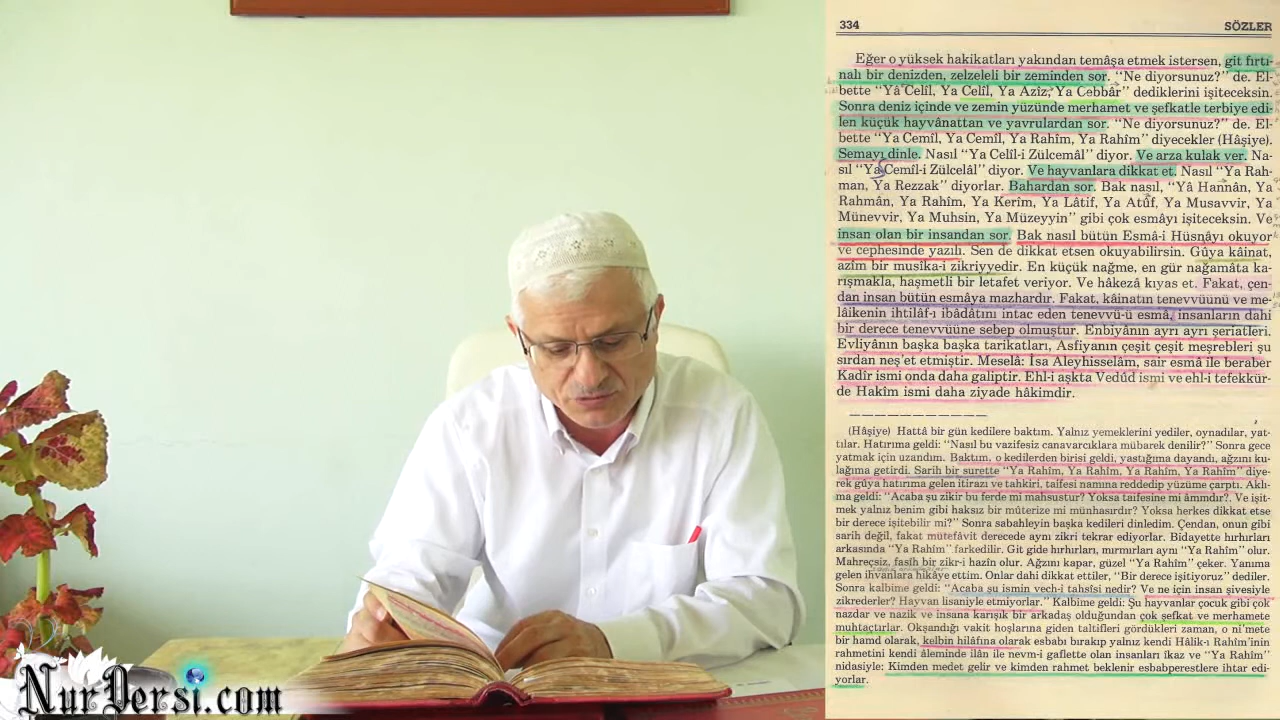 334
SÖZLER
Eğer o yüksek hakikatları yakından temâşa etmek istersen, git fırtı-
nalı bir denizden, zelzeleli bir zeminden sor. “Ne diyorsunuz?” de. El-
bette “Yâ Celîl, Ya Celîl, Ya Azîz, Ya Cebbâr” dediklerini işiteceksin.
Sonra deniz içinde ve zemin yüzünde merhamet ve şefkatle terbiye edi-
len küçük hayvânattan ve yavrulardan sor. “Ne diyorsunuz?” de. El-
bette “Ya Cemîl, Ya Cemîl, Ya Rahîm, Ya Rahîm” diyecekler (Hâşiye).
Semayı dinle. Nasıl “Ya Celîl-i Zülcemâl” diyor. Ve arza kulak ver. Na-
sıl “Ya Cemîl-i Zülcelâl” diyor. Ve hayvanlara dikkat et. Nasıl “Ya Rah-
man, Ya Rezzak” diyorlar. Bahardan sor. Bak nasıl, “Yâ Hannân, Ya
Rahmân, Ya Rahîm, Ya Kerîm, Ya Lâtif, Ya Atûf, Ya Musavvir, Ya
Münevvir, Ya Muhsin, Ya Müzeyyin” gibi çok esmâyı işiteceksin. Ve
insan olan bir insandan sor. Bak nasıl bütün Esmâ-i Hüsnâyı okuyor
ve cephesinde yazılı. Sen de dikkat etsen okuyabilirsin. Gûya kâinat,
azîm bir musîka-i zikriyyedir. En küçük nağme, en gür nağamâta ka-
rışmakla, haşmetli bir letafet veriyor. Ve hâkezâ kıyas et. Fakat, çen-
dan insan bütün esmâya mazhardır. Fakat, kâinatın tenevvüünü ve me-
lâikenin ihtilâf-ı ibâdâtını intac eden tenevvü-ü esmâ, insanların dahi
bir derece tenevvüüne sebep olmuştur. Enbiyânın ayrı ayrı şeriatleri.
Evliyânın başka başka tarikatları, Asfiyanın çeşit çeşit meşrebleri şu
sırdan neş'et etmiştir. Meselâ: İsa Aleyhisselâm, sair esmâ ile beraber
Kadîr ismi onda daha galiptir. Ehl-i aşkta Vedûd ismi ve ehl-i tefekkür-
de Hakîm ismi daha ziyade hâkimdir.
(Hâşiye) Hattâ bir gün kedilere baktım. Yalnız yemeklerini yediler, oynadılar, yat-
tılar. Hatırıma geldi: “Nasıl bu vazifesiz canavarcıklara mübarek denilir?” Sonra gece
yatmak için uzandım. Baktım, o kedilerden birisi geldi, yastığıma dayandı, ağzını ku-
lağıma getirdi. Sarih bir surette “Ya Rahîm, Ya Rahîm, Ya Rahîm, Ya Rahîm” diye-
rek gûya hatırıma gelen itirazı ve tahkiri, taifesi namına reddedip yüzüme çarptı. Aklı-
ma geldi: “Acaba şu zikir bu ferde mi mahsustur? Yoksa taifesine mi âmmdır?. Ve işit-
mek yalnız benim gibi haksız bir mûterize mi münhasırdır? Yoksa herkes dikkat etse
bir derece işitebilir mi?” Sonra sabahleyin başka kedileri dinledim. Çendan, onun gibi
sarih değil, fakat mütefâvit derecede aynı zikri tekrar ediyorlar. Bidayette hırhırları
arkasında “Ya Rahîm” farkedilir. Git gide hırhırları, mırmırları aynı “Ya Rahîm” olur.
Mahreçsiz, fasîh bir zikr-i hazîn olur. Ağzını kapar, güzel “Ya Rahîm” çeker. Yanıma
gelen ihvanlara hikâye ettim. Onlar dahi dikkat ettiler, “Bir derece işitiyoruz” dediler.
Sonra kalbime geldi: “Acaba şu ismin vech-i tahsîsi nedir? Ve ne için insan şivesiyle
zikrederler? Hayvan lisaniyle etmiyorlar.” Kalbime geldi: Şu hayvanlar çocuk gibi çok
nazdar ve nazik ve insana karışık bir arkadaş olduğundan çok şefkat ve merhamete
muhtaçtırlar. Okşandığı vakit hoşlarına giden taltifleri gördükleri zaman, o ni'mete
bir hamd olarak, kelbin hilâfına olarak esbabı bırakıp yalnız kendi Hâlik-ı Rahîm'inin
rahmetini kendi âleminde ilân ile nevm-i gaflette olan insanları îkaz ve “Ya Rahîm”
nidasiyle: Kimden medet gelir ve kimden rahmet beklenir esbabperestlere ihtar edi-
yorlar.
NurDersi.com